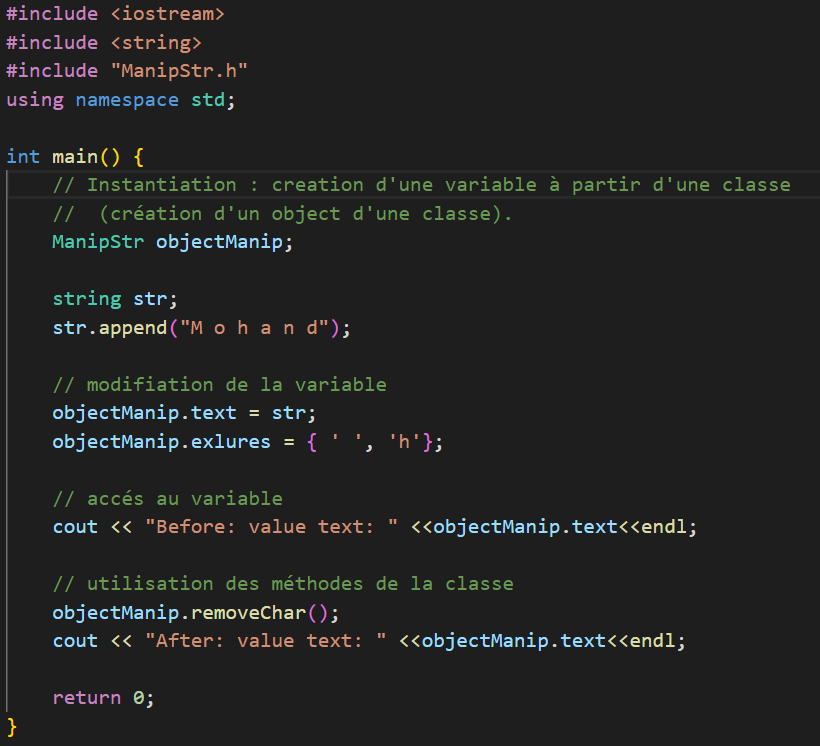 #include <iostream>
#include <string>
#include "ManipStr.h"
using namespace std;
int main() {
// Instantiation : creation d'une variable à partir d'une classe
//  (création d'un object d'une classe).
ManipStr objectManip;
string str;
str.append("M o h a n d");
// modifiation de la variable
objectManip.text = str;
objectManip.exlures = { ' ', 'h'};
// accés au variable
cout << "Before: value text: " <<objectManip.text<<endl;
// utilisation des méthodes de la classe
objectManip.removeChar();
cout << "After: value text: " <<objectManip.text<<endl;
return 0;
}